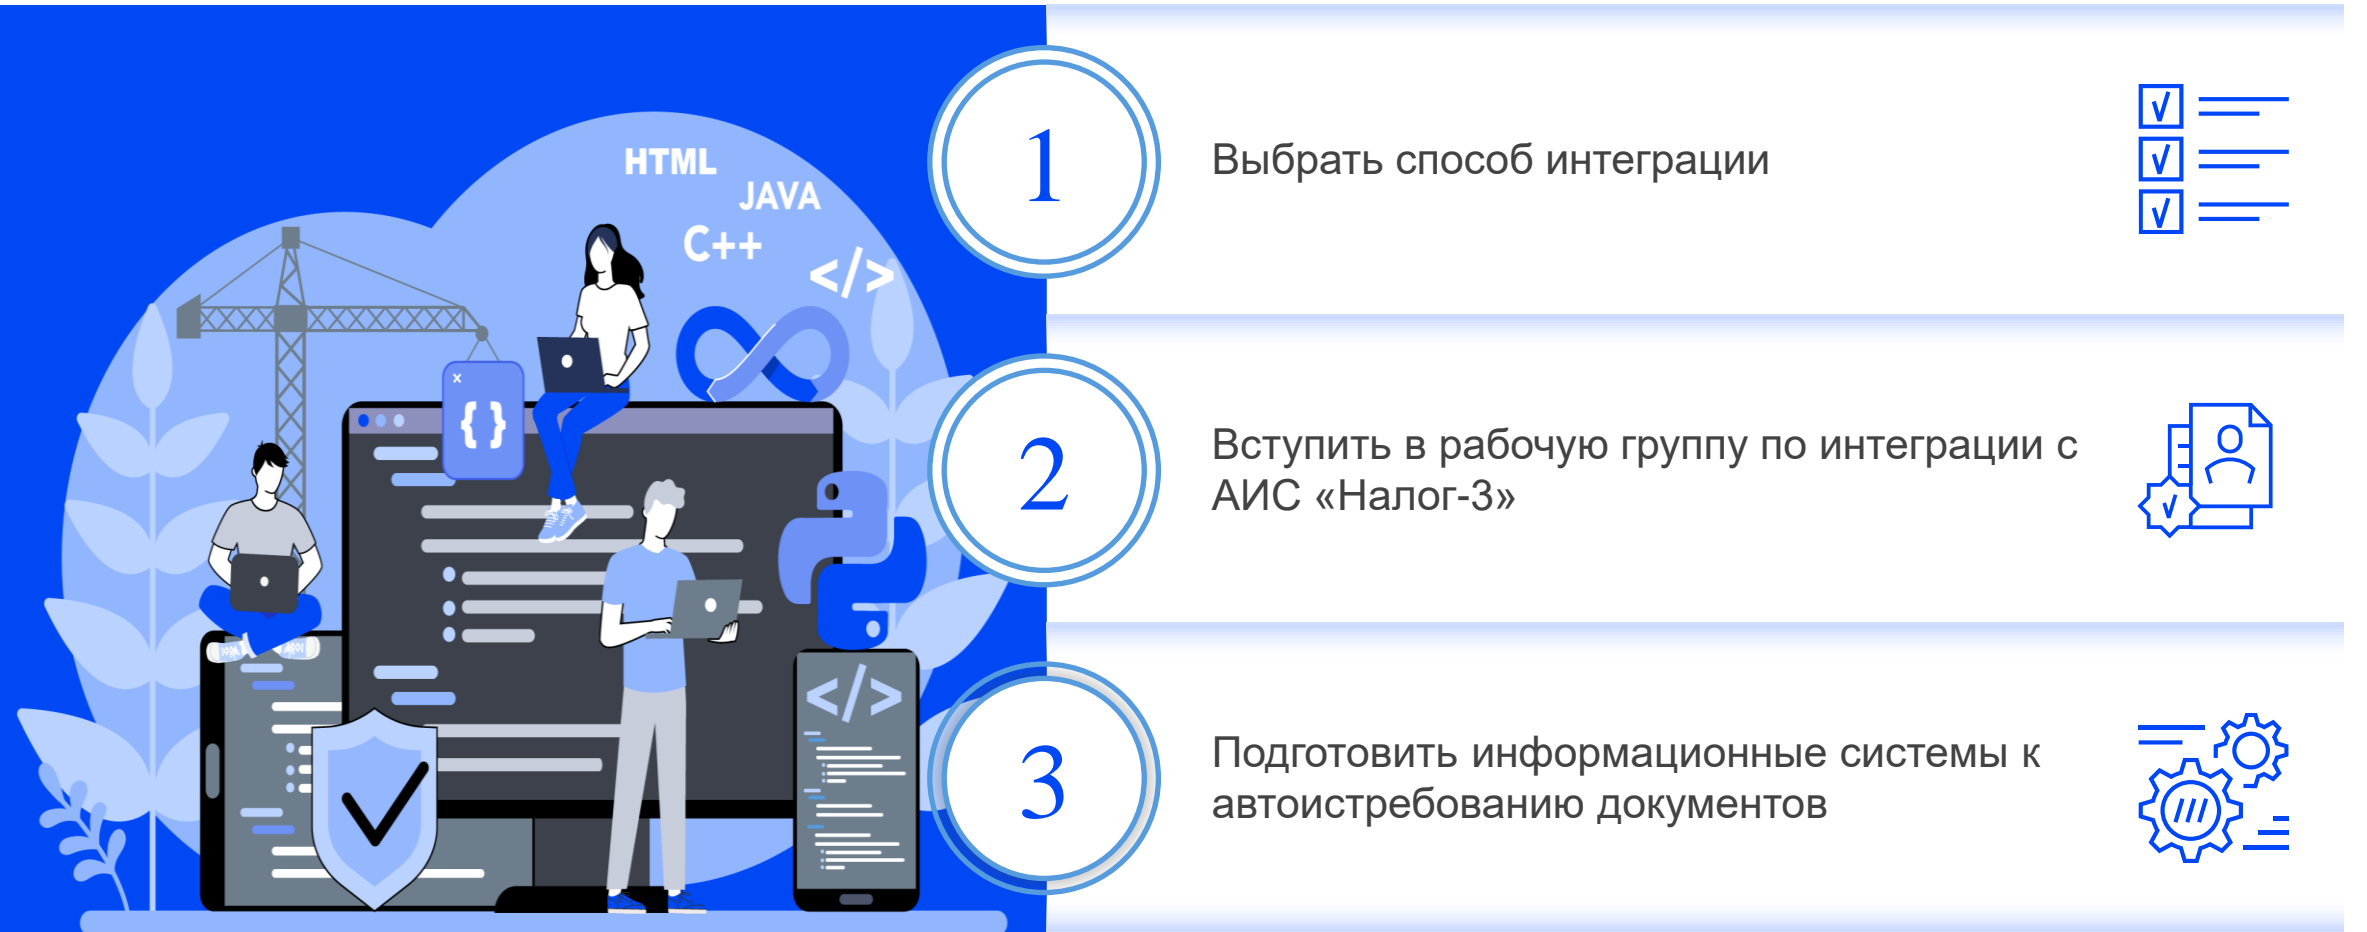 HTML
JAVA
C++
</>
x
{ }
</>
1
Выбрать способ интеграции
2
Вступить в рабочую группу по интеграции с
АИС «Налог-3»
3
Подготовить информационные системы к
автоистребованию документов